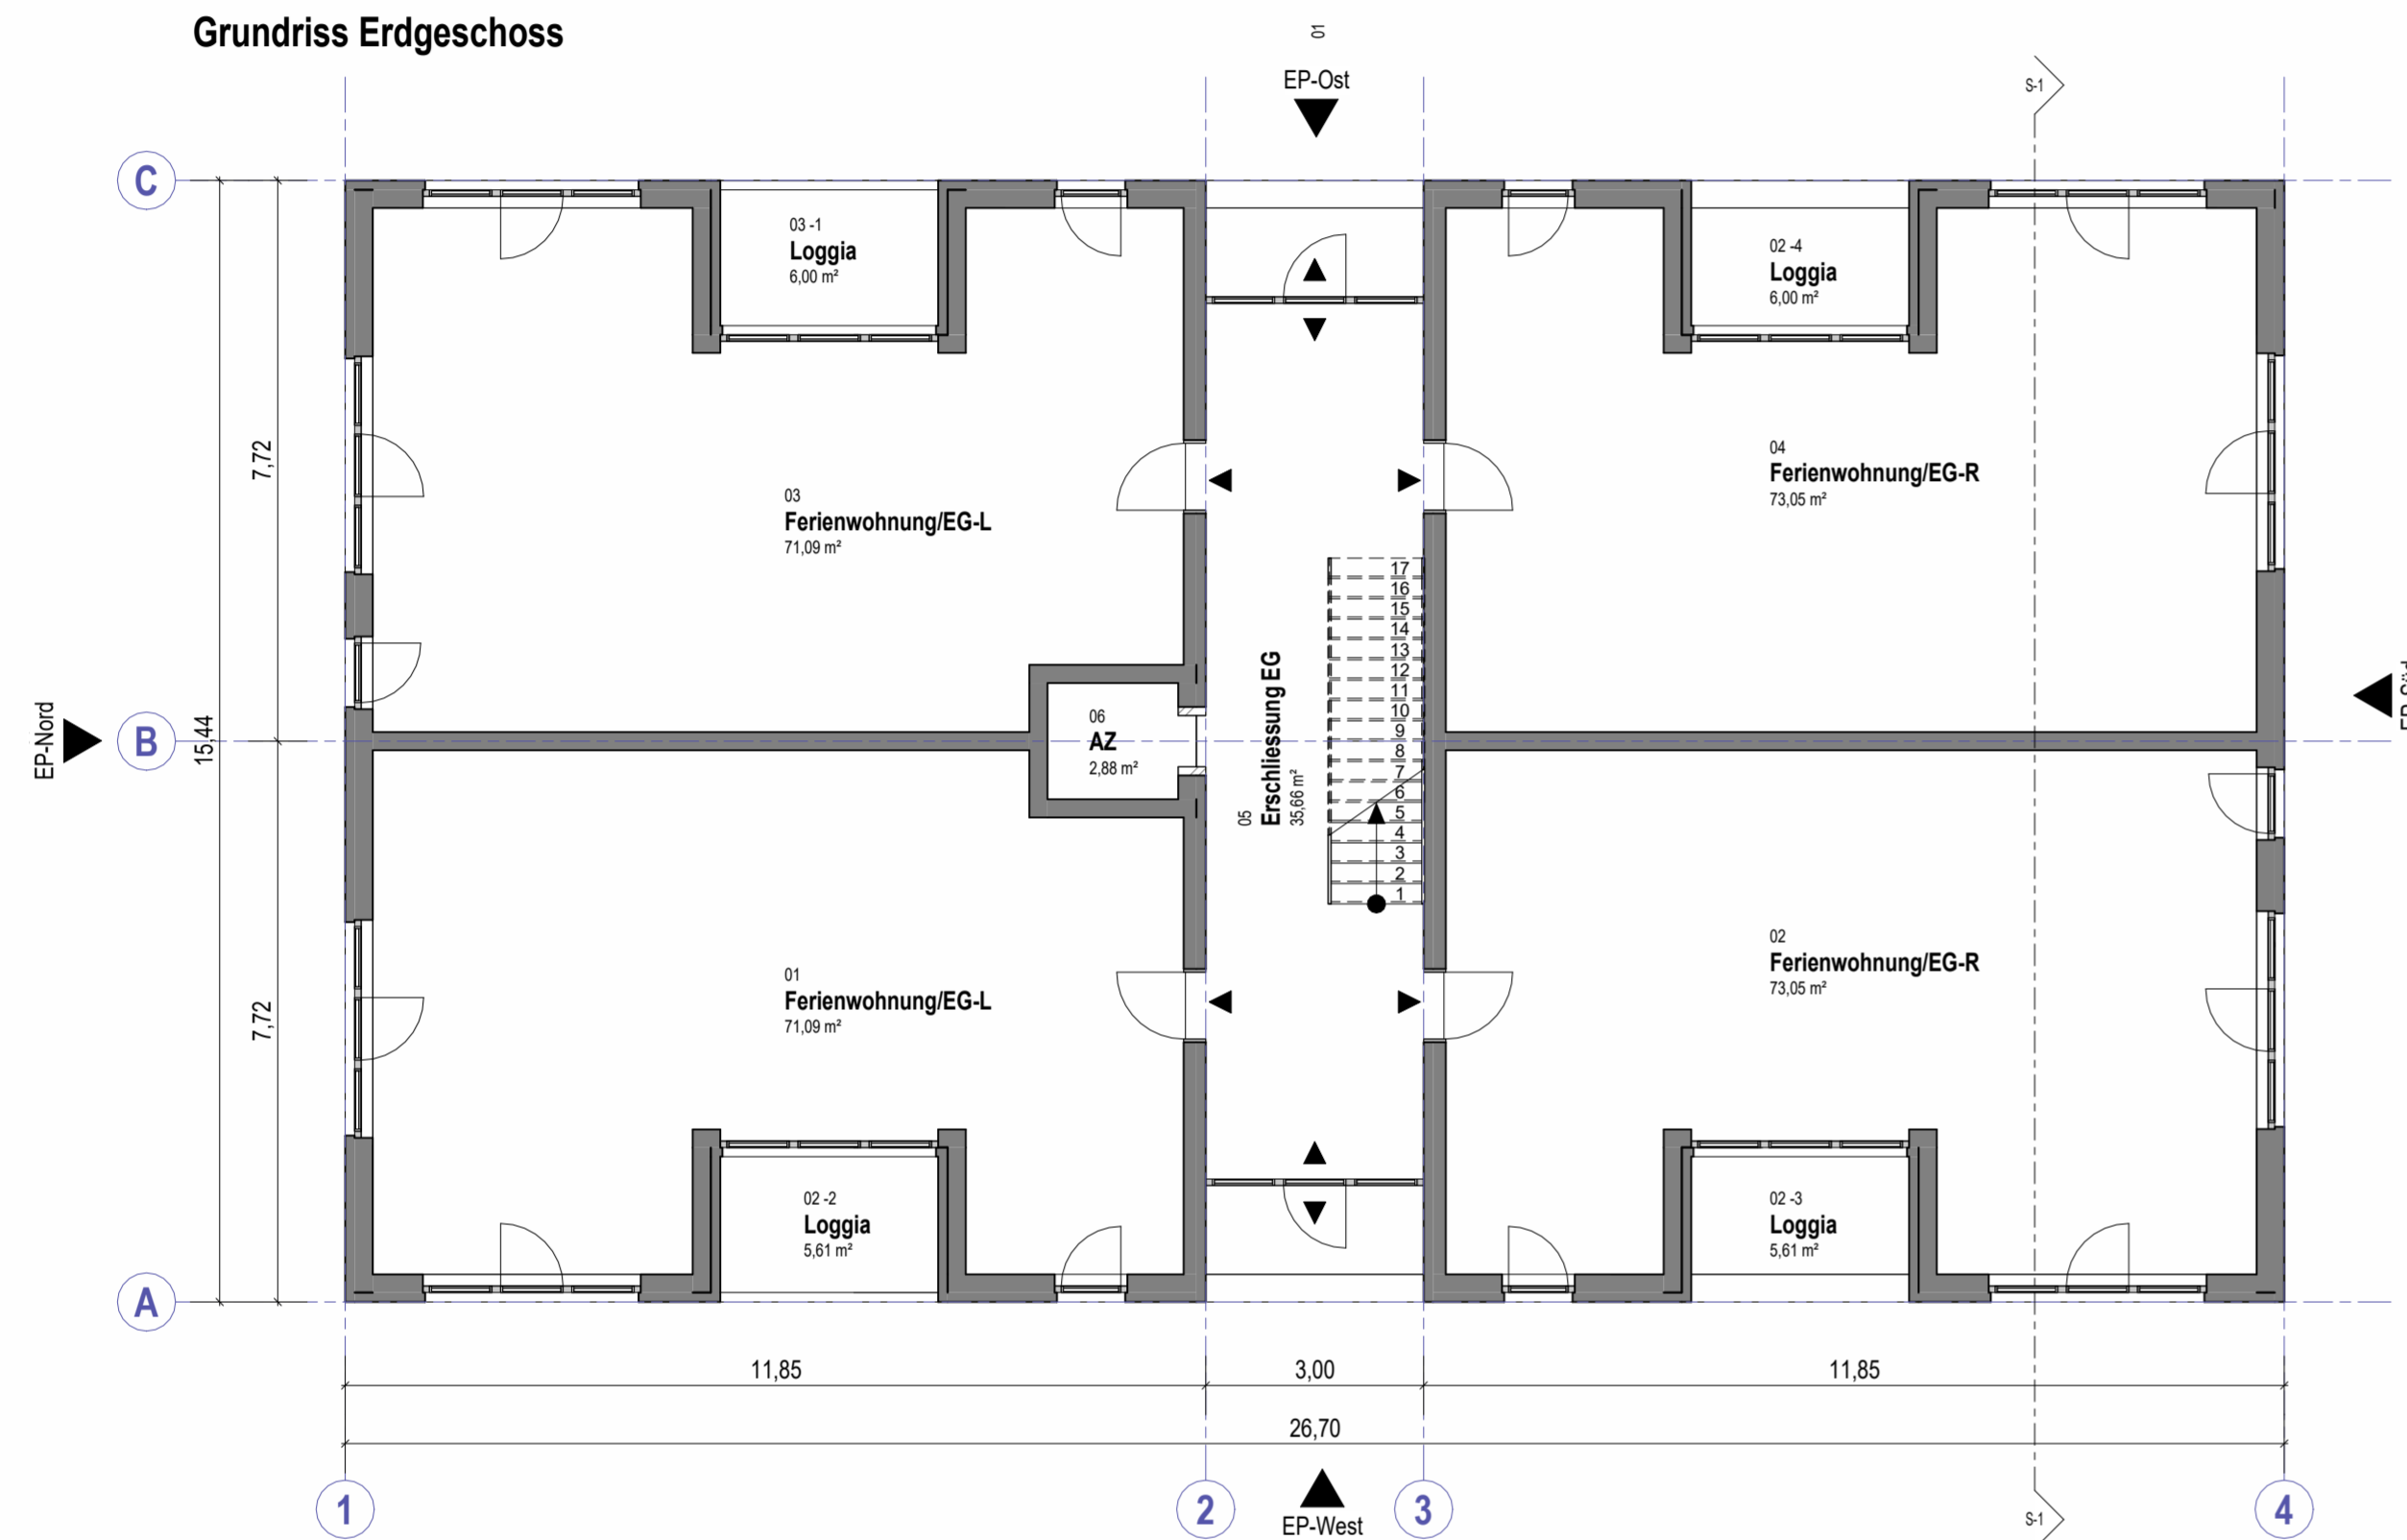 Grundriss Erdgeschoss
01
EP-Ost
S-1
C
03 -1
Loggia
6,00 m²
02 -4
Loggia
6,00 m²
7,72
03
Ferienwohnung/EG-L
71,09 m²
04
Ferienwohnung/EG-R
73,05 m²
17
16
15
14
13
12
11
10
9
8
7
6
5
4
3
2
1
EP-Nord
B
15,44
06
AZ
2,88 m²
05
Erschliessung EG
35,66 m²
7,72
01
Ferienwohnung/EG-L
71,09 m²
02
Ferienwohnung/EG-R
73,05 m²
02 -2
Loggia
5,61 m²
02 -3
Loggia
5,61 m²
A
11,85
3,00
11,85
26,70
1
2
3
4
EP-West
S-1